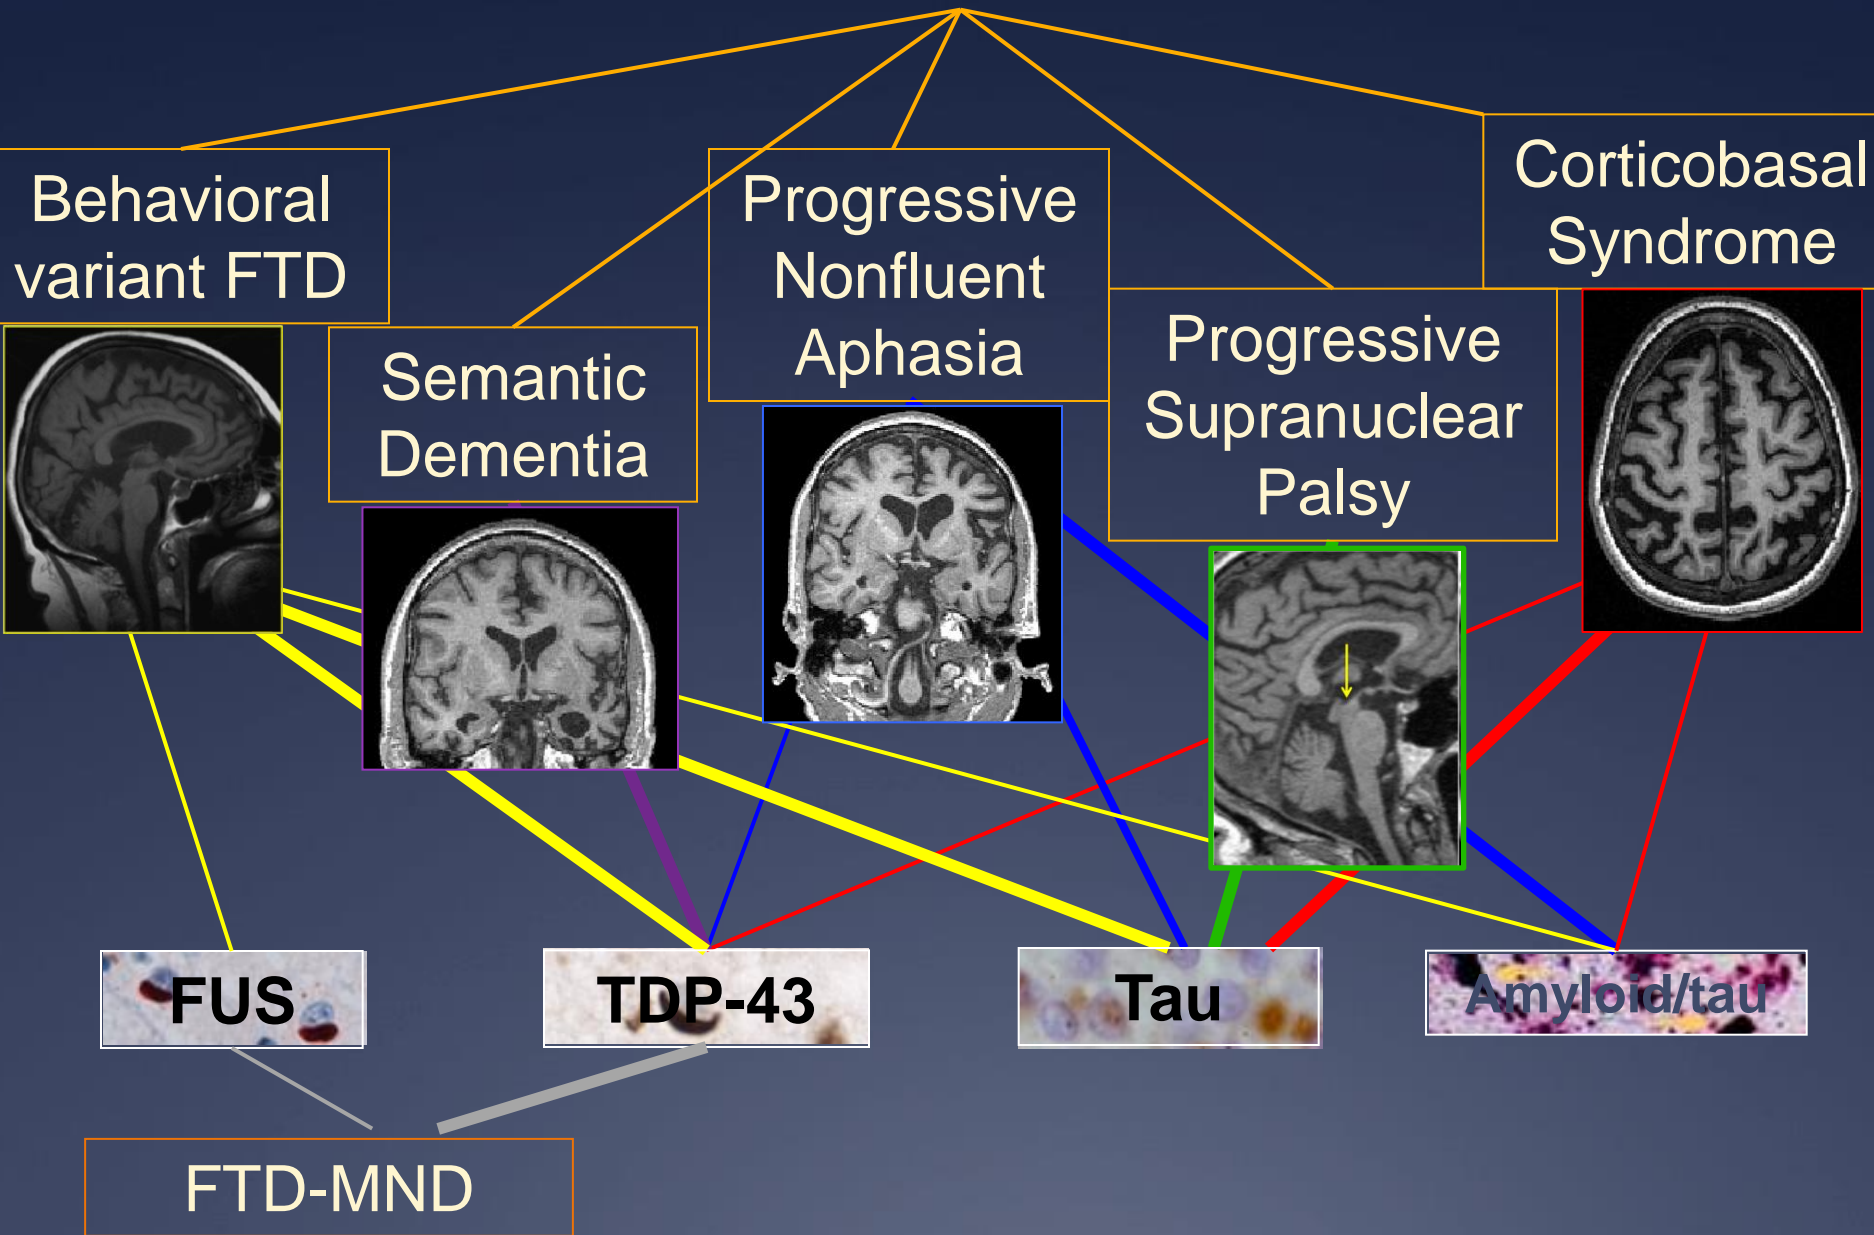 Behavioral
variant FTD
Semantic
Dementia
Progressive
Nonfluent
Aphasia
Progressive
Supranuclear
Palsy
Corticobasal
Syndrome
FUS
TDP-43
Tau
Amyloid/tau
FTD-MND